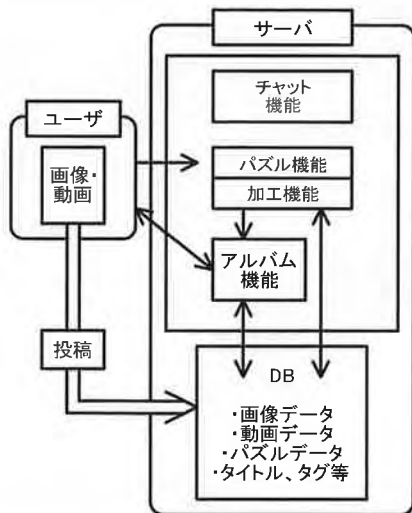 サーバ
チャット
機能
ユーザ
画像・
動画
パズル機能
加工機能
アルバム
機能
投稿
DB
・画像データ
・動画データ
・パズルデータ
・タイトル、タグ等